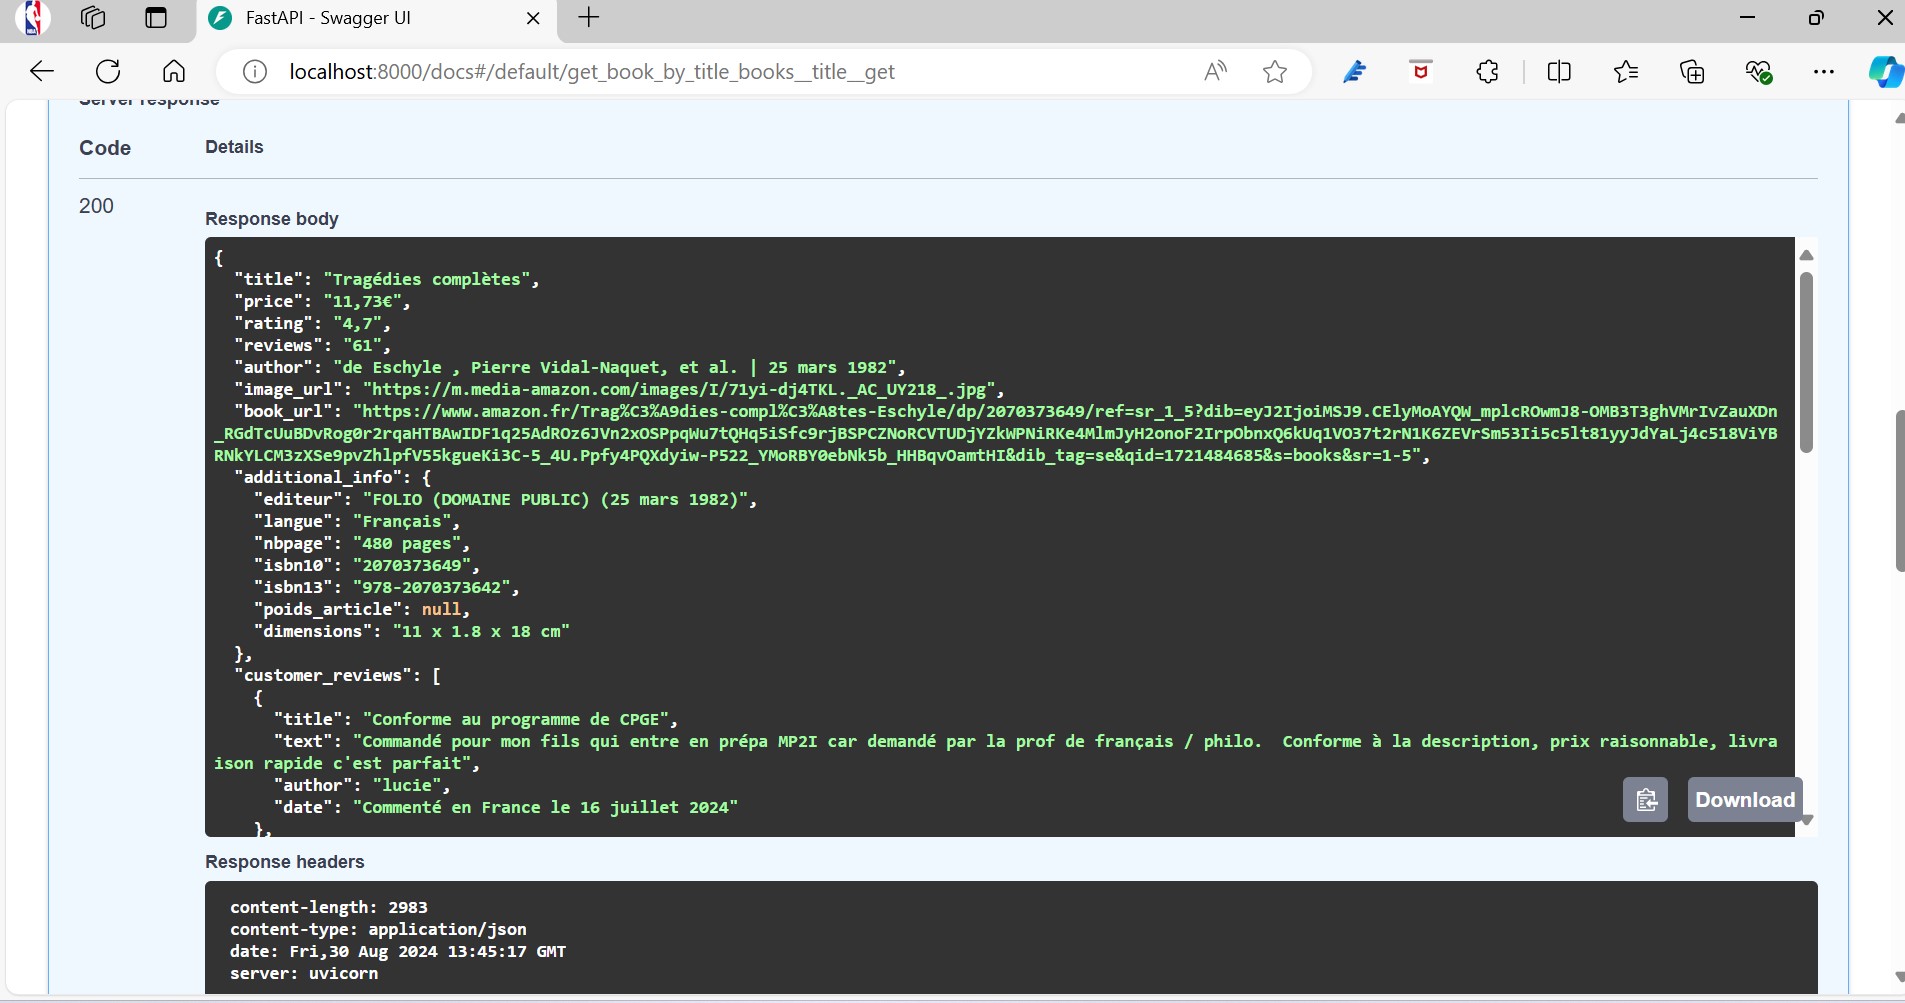 FastAPI - Swagger UI
localhost:8000/docs#/default/get_book_by_title_books__title__get
Server response
Code Details
200
Response body
{
"title": "Tragédies complètes",
"price": "11,73€",
"rating": "4,7",
"reviews": "61",
"author": "de Eschyle , Pierre Vidal-Naquet, et al. | 25 mars 1982",
"image_url": "https://m.media-amazon.com/images/I/71yi-dj4TKL._AC_UY218_.jpg",
"book_url": "https://www.amazon.fr/Trag%C3%A9dies-compl%C3%A8tes-Eschyle/dp/2070373649/ref=sr_1_5?dib=eyJ2IjoiMSJ9.CElyMoAYQW_mplcROwmJ8-OMB3T3ghVMrIvZauXDn
_RGdTcUuBDvRog0r2rqaHTBAwIDF1q25AdROz6JVn2xOSPpqWu7tQHq5iSfc9rjBSPCZNoRCVTUDjYZkWPNiRKe4MlmJyH2onoF2IrpObnxQ6kUq1VO37t2rN1K6ZEVrSm53Ii5c5lt81yyJdYaLj4c518ViYB
RNkYLCM3zXSe9pvZhlpfV55kgueKi3C-5_4U.Ppfy4PQXdyiw-P522_YMoRBY0ebNk5b_HHBqvOamtHI&dib_tag=se&qid=1721484685&s=books&sr=1-5",
"additional_info": {
"editeur": "FOLIO (DOMAINE PUBLIC) (25 mars 1982)",
"langue": "Français",
"nbpage": "480 pages",
"isbn10": "2070373649",
"isbn13": "978-2070373642",
"poids_article": null,
"dimensions": "11 x 1.8 x 18 cm"
},
"customer_reviews": [
{
"title": "Conforme au programme de CPGE",
"text": "Commandé pour mon fils qui entre en prépa MP2I car demandé par la prof de français / philo.  Conforme à la description, prix raisonnable, livra
ison rapide c'est parfait",
"author": "lucie",
"date": "Commenté en France le 16 juillet 2024"
},
Download
Response headers
content-length: 2983
content-type: application/json
date: Fri,30 Aug 2024 13:45:17 GMT
server: uvicorn